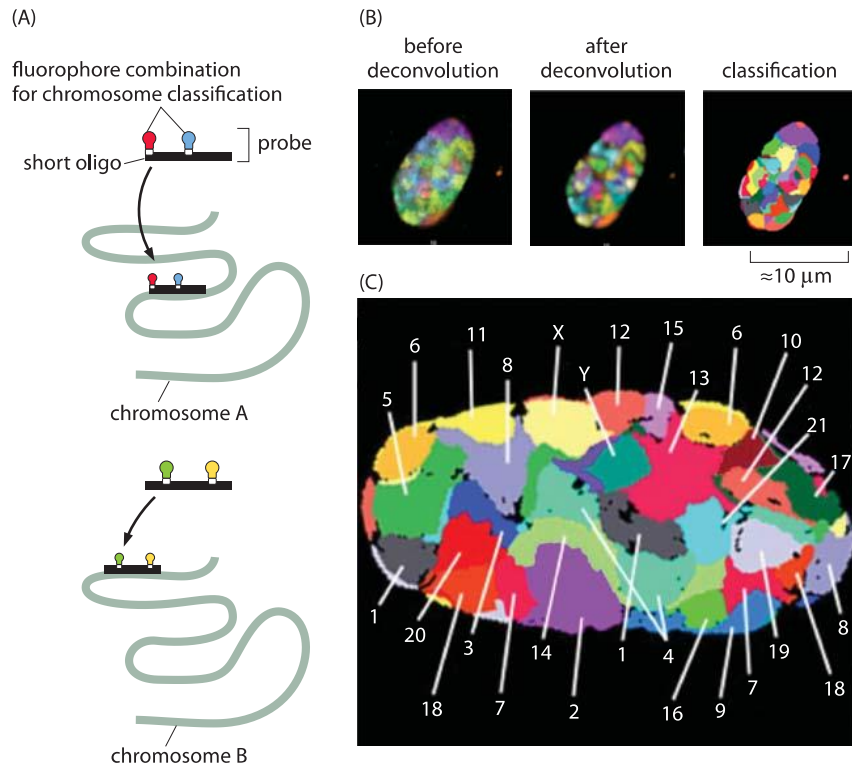 (A)
fluorophore combination
for chromosome classification
probe
short oligo
chromosome A
chromosome B
(B)
before
deconvolution
after
deconvolution
classification
≈10 μm
(C)
6
11
X
12
15
6
10
5
8
Y
13
12
21
17
1
20
3
14
1
4
19
8
18
7
2
16
9
7
18